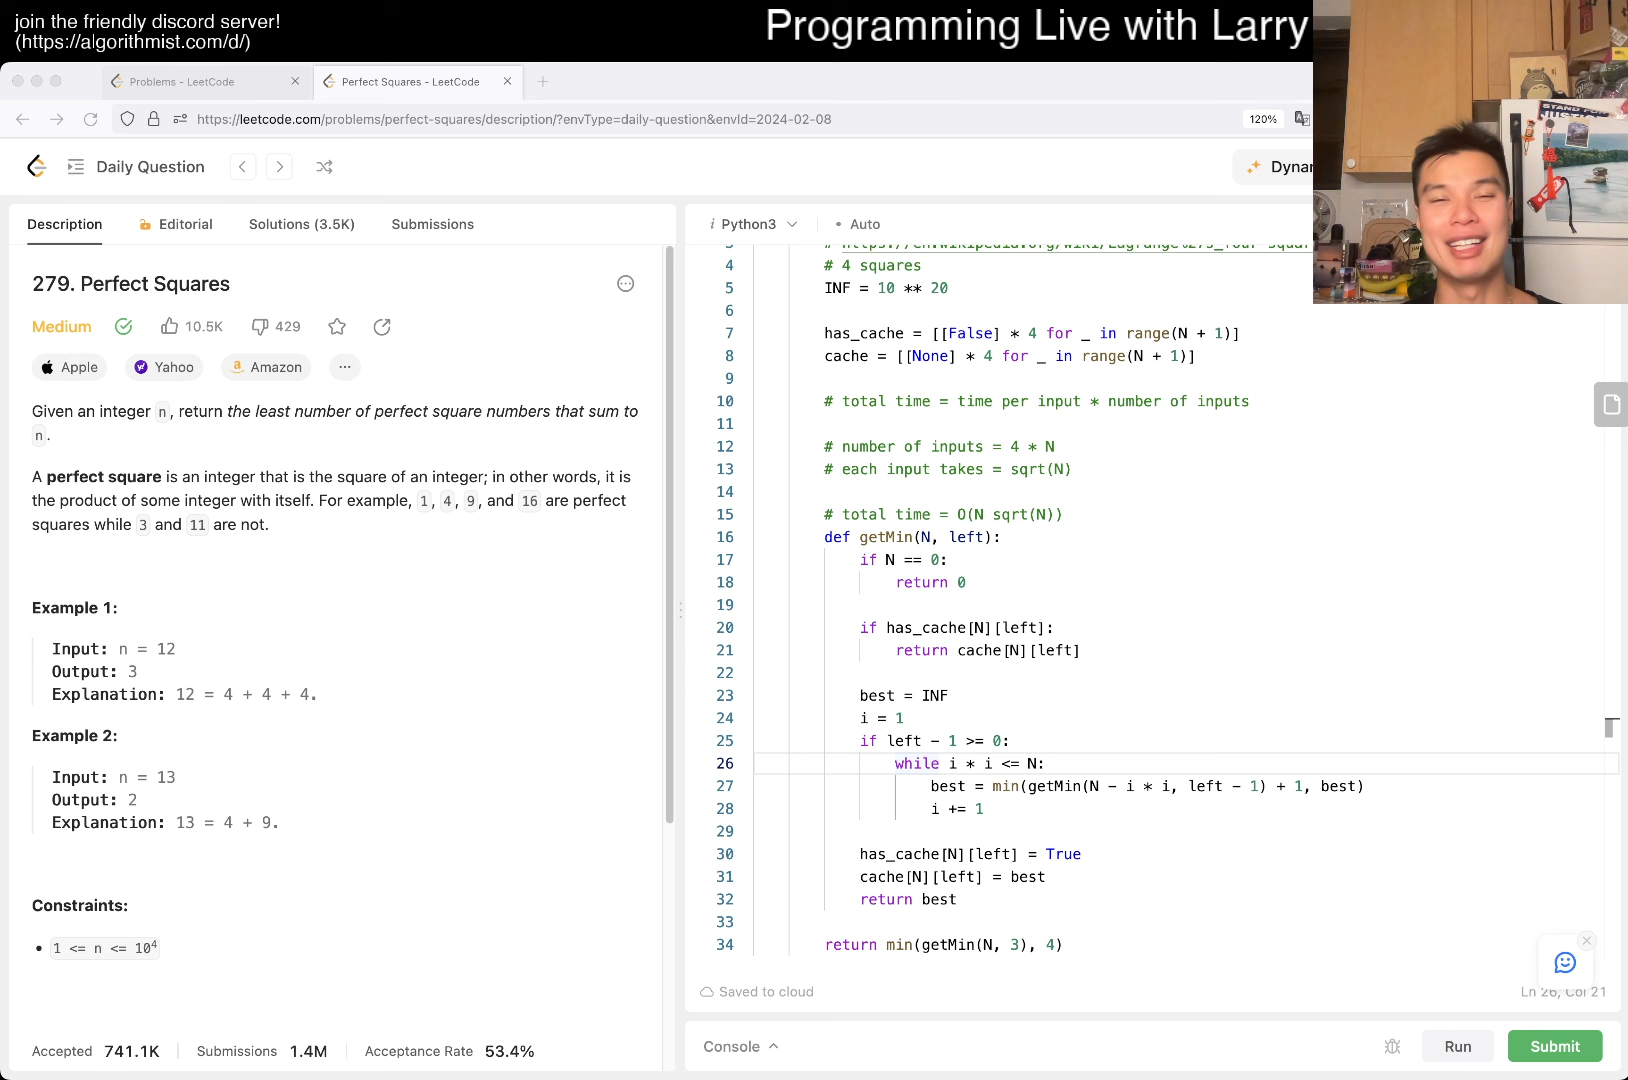 join the friendly discord server!
(https://algorithmist.com/d/)
Programming Live with Larry
Problems - LeetCode
Perfect Squares - LeetCode
https://leetcode.com/problems/perfect-squares/description/?envType=daily-question&envId=2024-02-08
120%
Daily Question
Dynam
Description
Editorial
Solutions (3.5K)
Submissions
279. Perfect Squares
Medium
10.5K
429
Apple
Yahoo
Amazon
Given an integer n, return the least number of perfect square numbers that sum to
n.
A perfect square is an integer that is the square of an integer; in other words, it is
the product of some integer with itself. For example, 1, 4, 9, and 16 are perfect
squares while 3 and 11 are not.
Example 1:
Input: n = 12
Output: 3
Explanation: 12 = 4 + 4 + 4.
Example 2:
Input: n = 13
Output: 2
Explanation: 13 = 4 + 9.
Constraints:
• 1 <= n <= 10⁴
Accepted 741.1K
Submissions 1.4M
Acceptance Rate 53.4%
Python3
• Auto
4 # 4 squares
5 INF = 10 ** 20
6
7 has_cache = [[False] * 4 for _ in range(N + 1)]
8 cache = [[None] * 4 for _ in range(N + 1)]
9
10 # total time = time per input * number of inputs
11
12 # number of inputs = 4 * N
13 # each input takes = sqrt(N)
14
15 # total time = O(N sqrt(N))
16 def getMin(N, left):
17 if N == 0:
18 return 0
19
20 if has_cache[N][left]:
21 return cache[N][left]
22
23 best = INF
24 i = 1
25 if left - 1 >= 0:
26 while i * i <= N:
27 best = min(getMin(N - i * i, left - 1) + 1, best)
28 i += 1
29
30 has_cache[N][left] = True
31 cache[N][left] = best
32 return best
33
34 return min(getMin(N, 3), 4)
Saved to cloud
Ln 26, Col 21
Console
Run
Submit